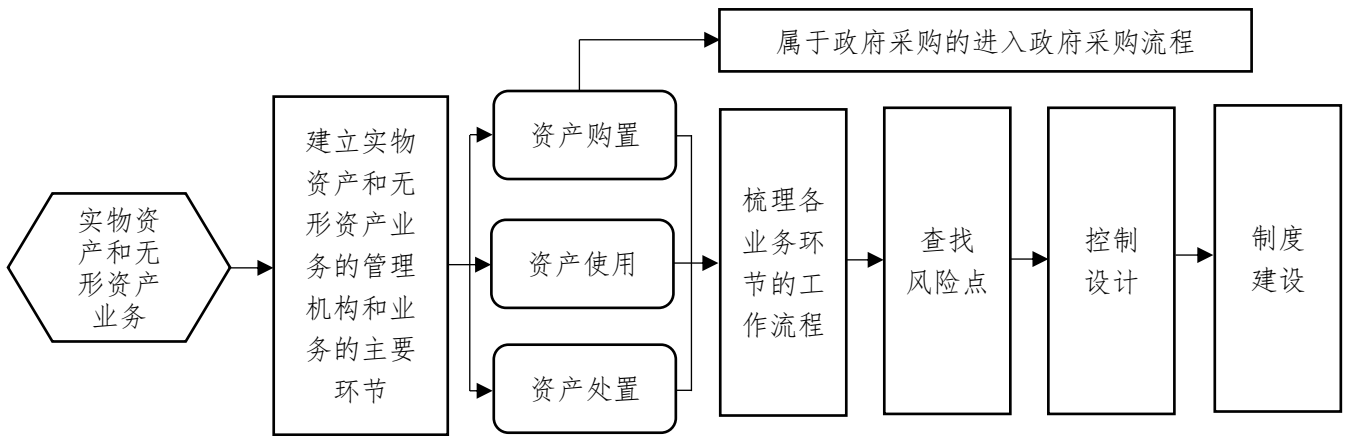 属于政府采购的进入政府采购流程
实物资
产和无
形资产
业务
建立实物
资产和无
形资产业
务的管理
机构和业
务的主要
环节
资产购置
资产使用
资产处置
梳理各
业务环
节的工
作流程
查找
风险点
控制
设计
制度
建设